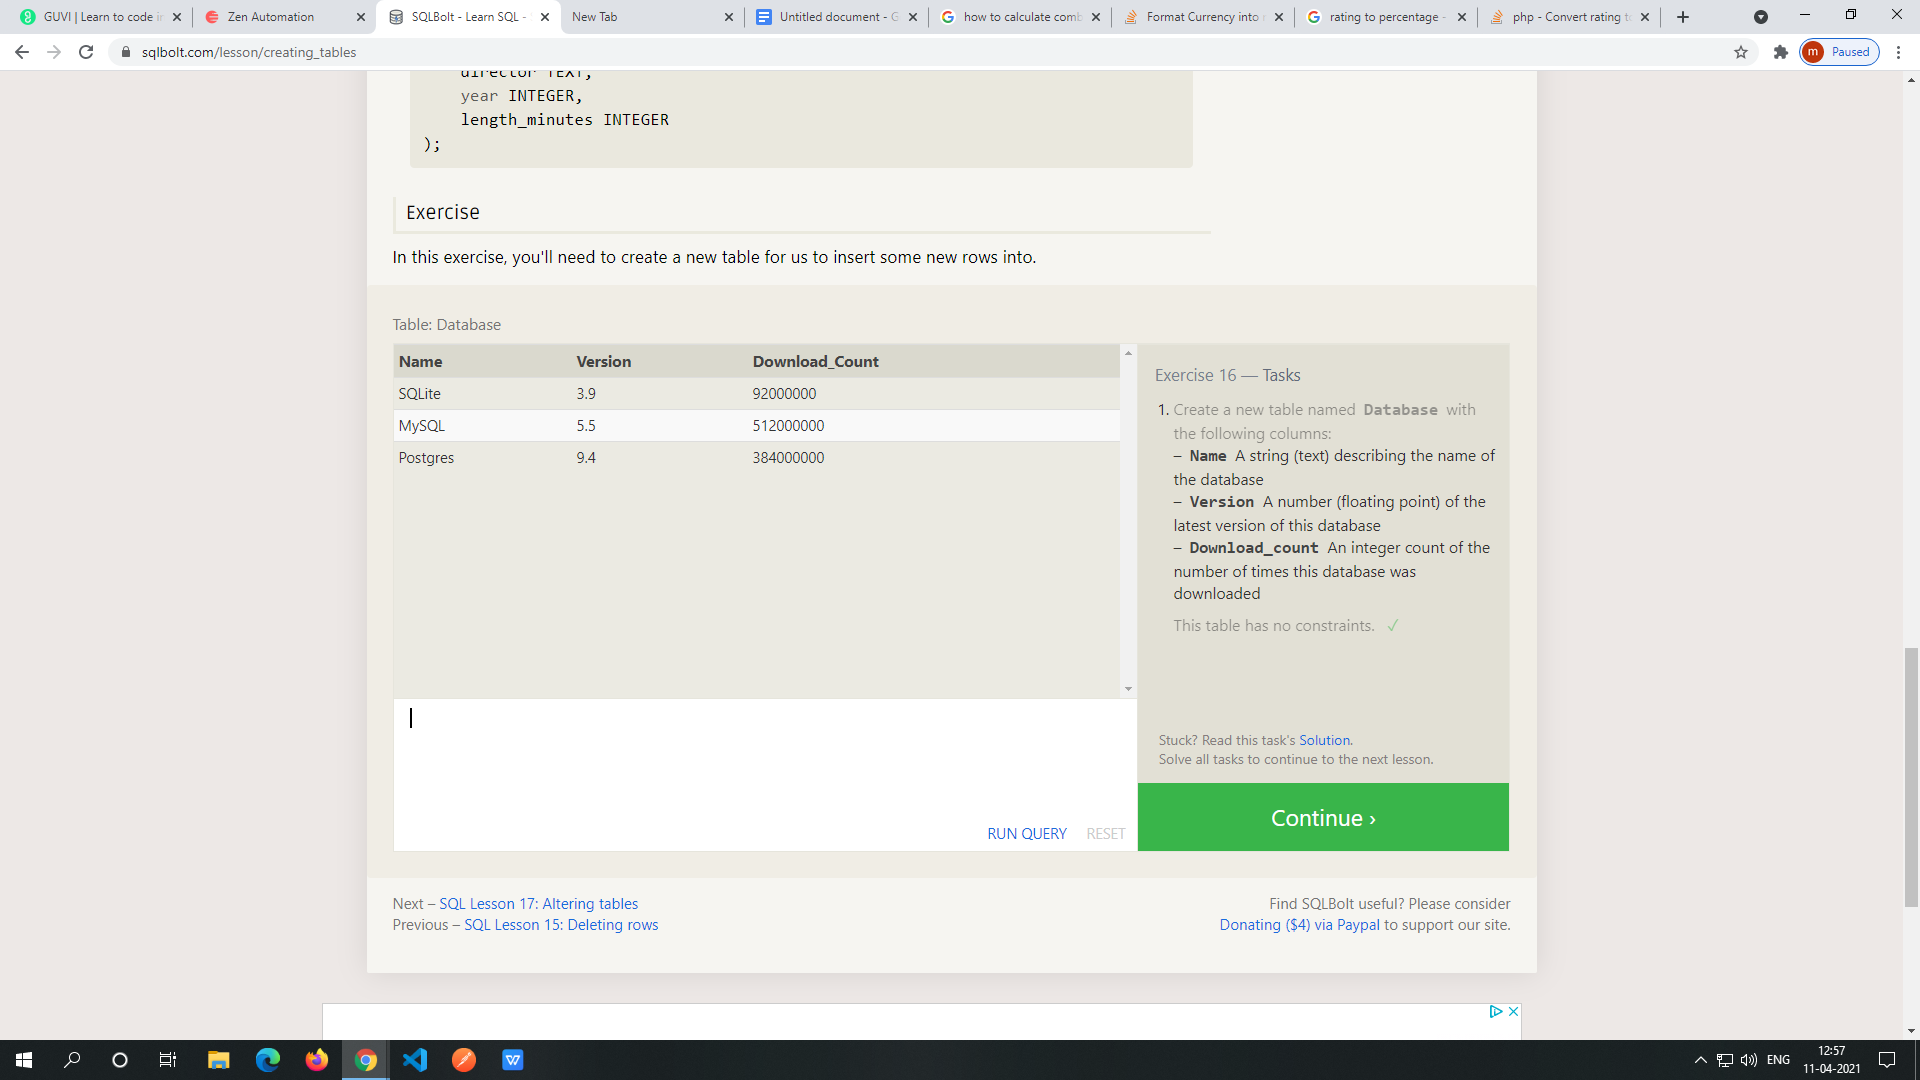 GUVI | Learn to code in
Zen Automation
SQLBolt - Learn SQL -
New Tab
Untitled document - G
how to calculate comb
Format Currency into r
rating to percentage -
php - Convert rating to
sqlbolt.com/lesson/creating_tables
m Paused
director TEXT,
year INTEGER,
length_minutes INTEGER
);
Exercise
In this exercise, you'll need to create a new table for us to insert some new rows into.
Table: Database
Name Version Download_Count
SQLite 3.9 92000000
MySQL 5.5 512000000
Postgres 9.4 384000000
Exercise 16 — Tasks
1. Create a new table named Database with
the following columns:
– Name A string (text) describing the name of
the database
– Version A number (floating point) of the
latest version of this database
– Download_count An integer count of the
number of times this database was
downloaded
This table has no constraints. ✓
Stuck? Read this task's Solution.
Solve all tasks to continue to the next lesson.
RUN QUERY RESET
Continue ›
Next – SQL Lesson 17: Altering tables
Previous – SQL Lesson 15: Deleting rows
Find SQLBolt useful? Please consider
Donating ($4) via Paypal to support our site.
ENG
12:57
11-04-2021